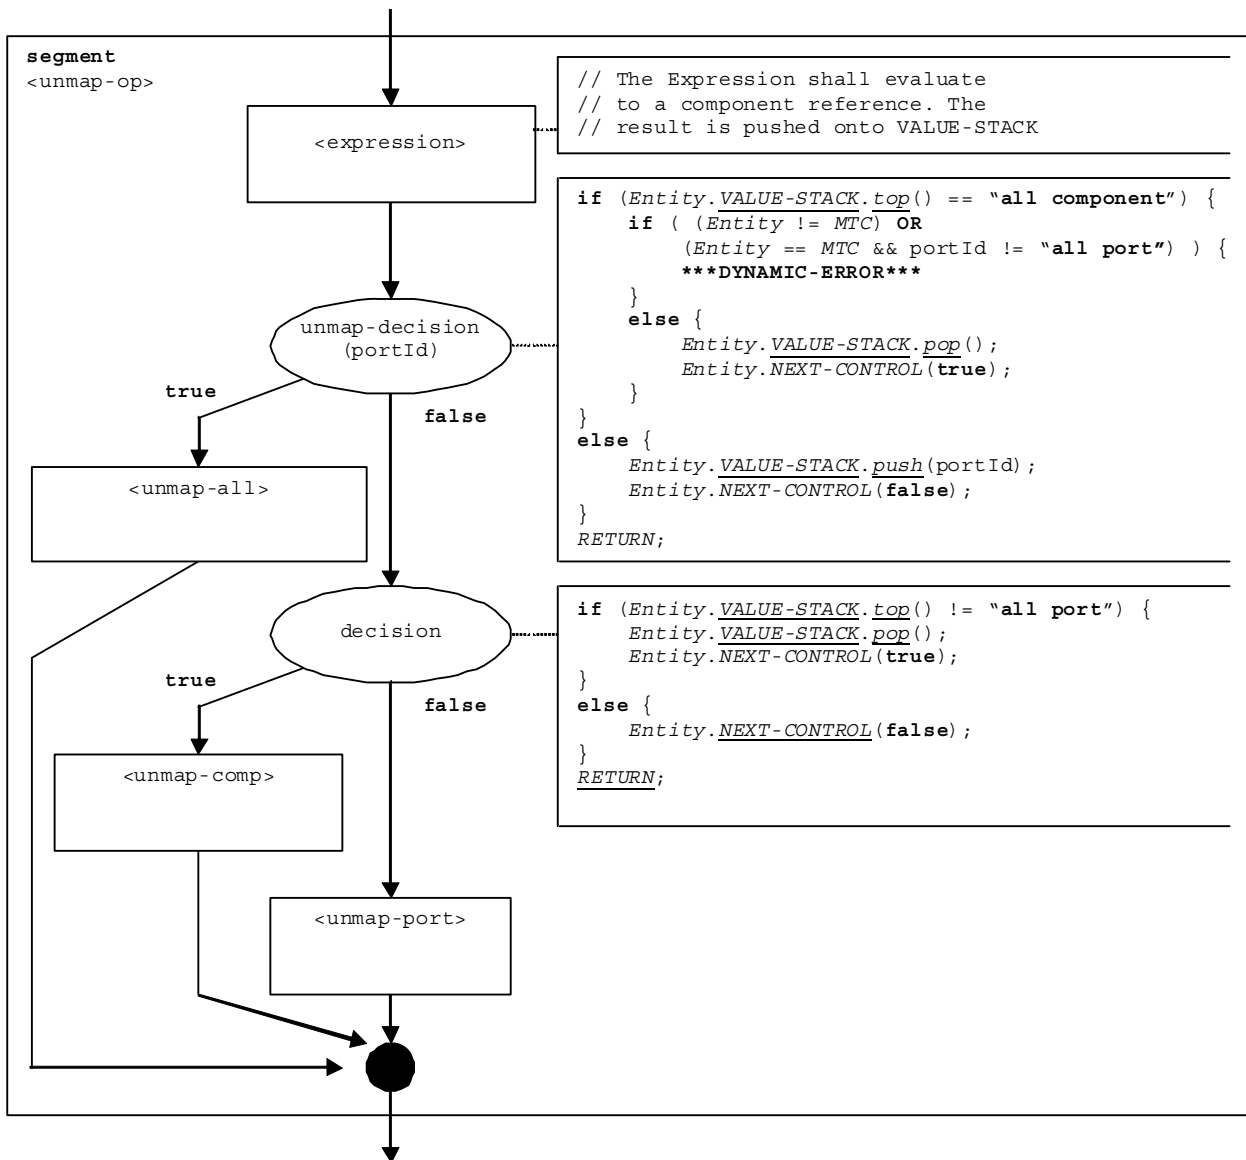 segment
<unmap-op>
<expression>
// The Expression shall evaluate
// to a component reference. The
// result is pushed onto VALUE-STACK
unmap-decision
(portId)
true
false
if (Entity.VALUE-STACK.top() == “all component”) {
    if ( (Entity != MTC) OR
        (Entity == MTC && portId != “all port”) ) {
        ***DYNAMIC-ERROR***
    }
    else {
        Entity.VALUE-STACK.pop();
        Entity.NEXT-CONTROL(true);
    }
}
else {
    Entity.VALUE-STACK.push(portId);
    Entity.NEXT-CONTROL(false);
}
RETURN;
<unmap-all>
decision
true
false
if (Entity.VALUE-STACK.top() != “all port”) {
    Entity.VALUE-STACK.pop();
    Entity.NEXT-CONTROL(true);
}
else {
    Entity.NEXT-CONTROL(false);
}
RETURN;
<unmap-comp>
<unmap-port>